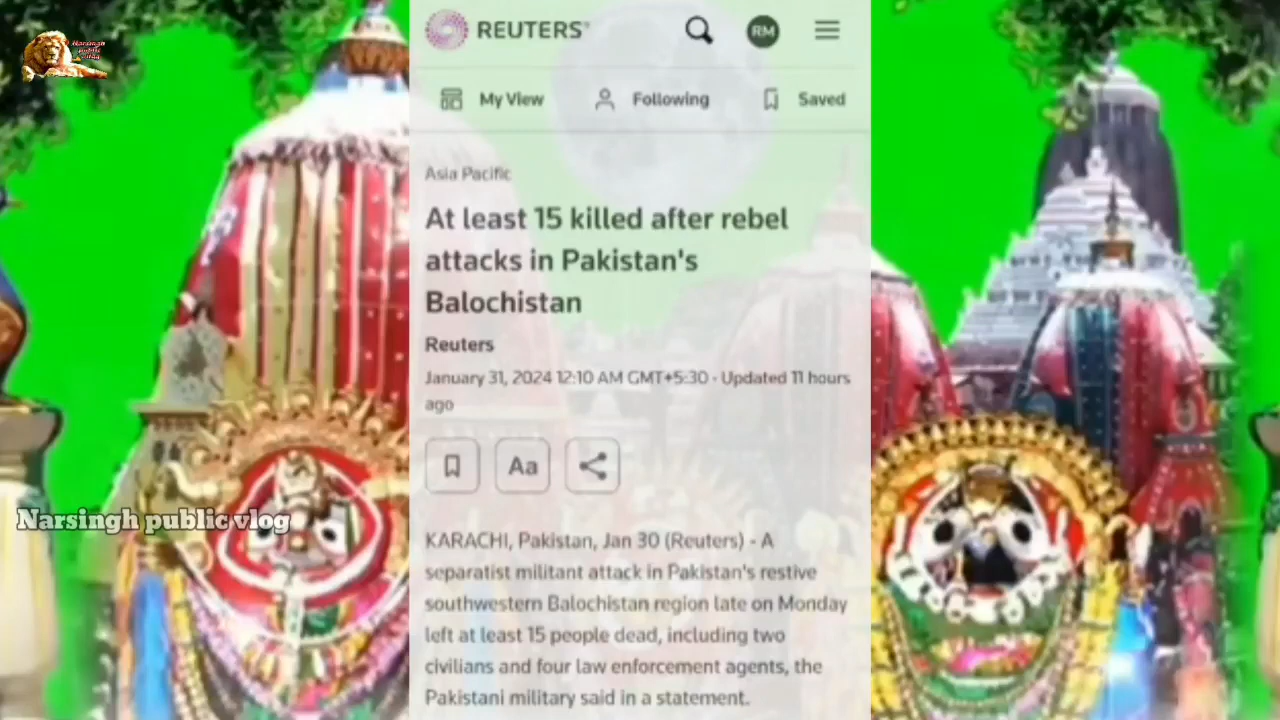 Narsingh
public
vlog
REUTERS
RM
My View
Following
Saved
Asia Pacific
At least 15 killed after rebel
attacks in Pakistan's
Balochistan
Reuters
January 31, 2024 12:10 AM GMT+5:30 · Updated 11 hours
ago
Aa
KARACHI, Pakistan, Jan 30 (Reuters) - A
separatist militant attack in Pakistan's restive
southwestern Balochistan region late on Monday
left at least 15 people dead, including two
civilians and four law enforcement agents, the
Pakistani military said in a statement.
Narsingh public vlog